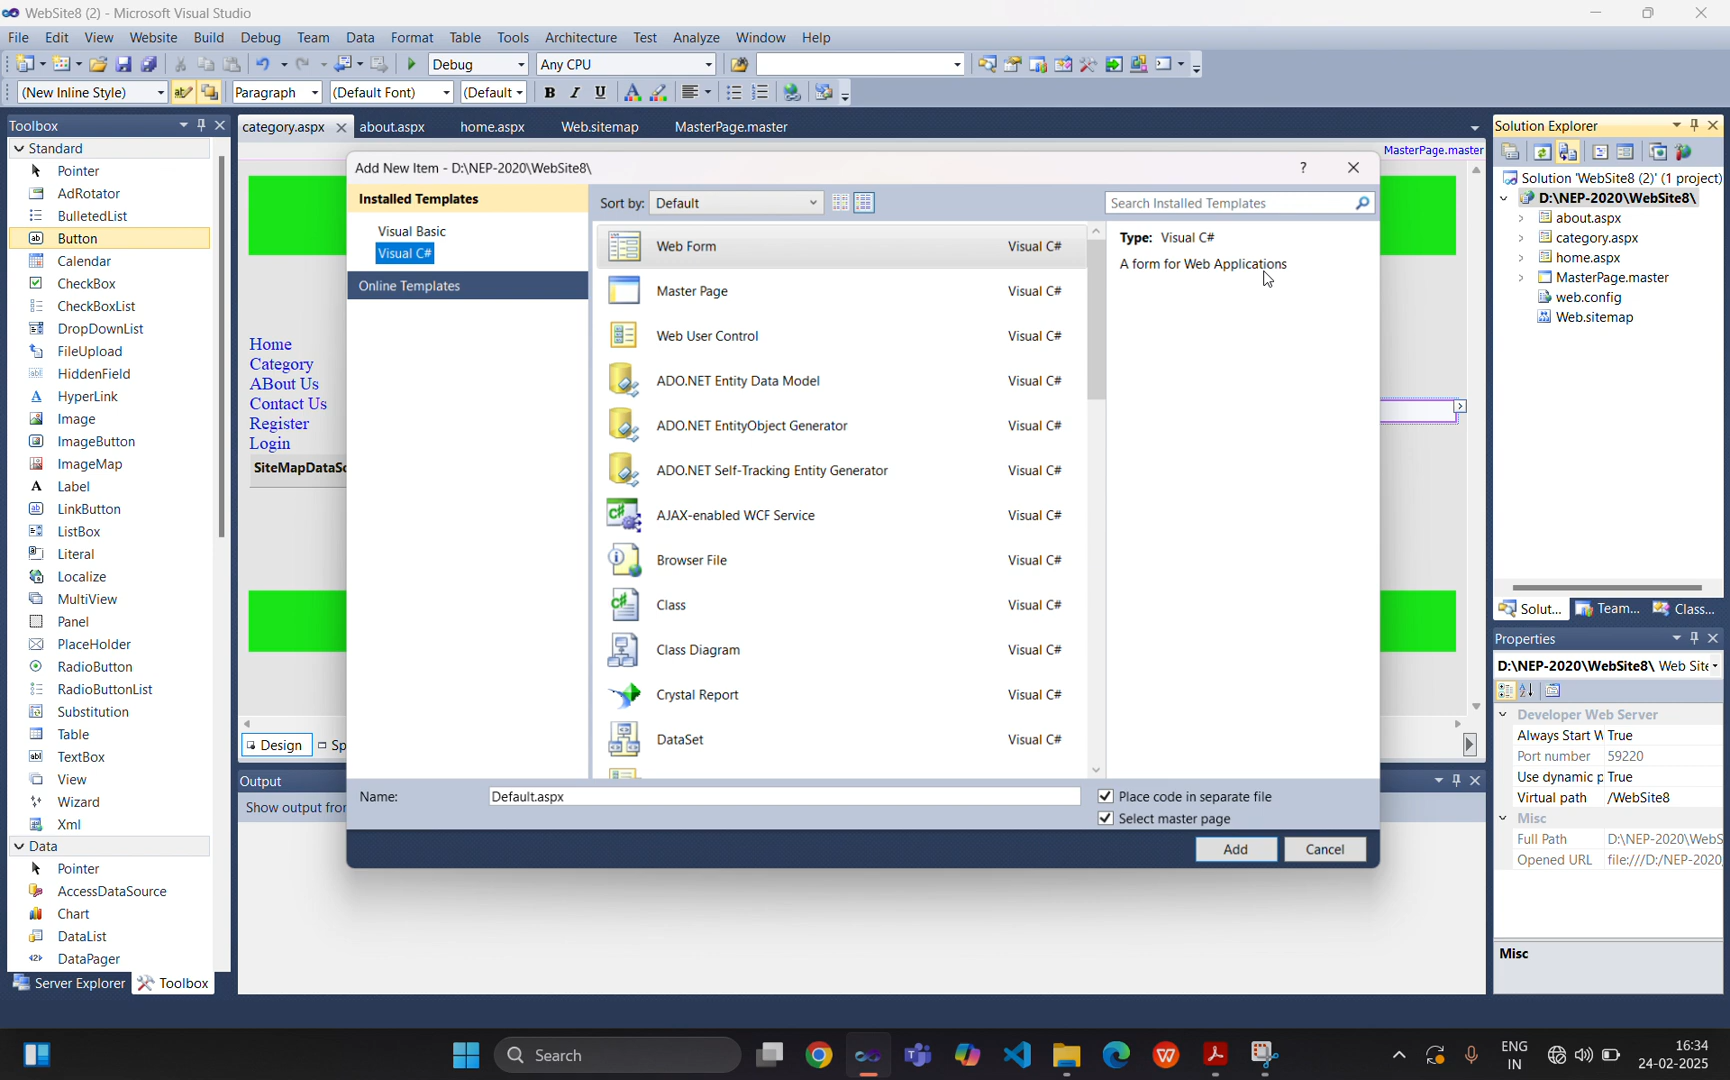 WebSite8 (2) - Microsoft Visual Studio
File Edit View Website Build Debug Team Data Format Table Tools Architecture Test Analyze Window Help
Debug Any CPU
(New Inline Style) Paragraph (Default Font) (Default B I U A
Toolbox
Standard
Pointer
AdRotator
BulletedList
Button
Calendar
CheckBox
CheckBoxList
DropDownList
FileUpload
HiddenField
HyperLink
Image
ImageButton
ImageMap
Label
LinkButton
ListBox
Literal
Localize
MultiView
Panel
PlaceHolder
RadioButton
RadioButtonList
Substitution
Table
TextBox
View
Wizard
Xml
Data
Pointer
AccessDataSource
Chart
DataList
DataPager
Server Explorer Toolbox
category.aspx about.aspx home.aspx Web.sitemap MasterPage.master
MasterPage.master
Home
Category
ABout Us
Contact Us
Register
Login
SiteMapDataSo
Design Sp
Output
Show output fror
Add New Item - D:\NEP-2020\WebSite8\
?
Installed Templates
Visual Basic
Visual C#
Online Templates
Sort by: Default
Search Installed Templates
Web Form Visual C#
Master Page Visual C#
Web User Control Visual C#
ADO.NET Entity Data Model Visual C#
ADO.NET EntityObject Generator Visual C#
ADO.NET Self-Tracking Entity Generator Visual C#
AJAX-enabled WCF Service Visual C#
Browser File Visual C#
Class Visual C#
Class Diagram Visual C#
Crystal Report Visual C#
DataSet Visual C#
Type: Visual C#
A form for Web Applications
Name: Default.aspx
Place code in separate file
Select master page
Add Cancel
Solution Explorer
Solution 'WebSite8 (2)' (1 project)
D:\NEP-2020\WebSite8\
about.aspx
category.aspx
home.aspx
MasterPage.master
web.config
Web.sitemap
Solut... Team... Class...
Properties
D:\NEP-2020\WebSite8\ Web Site
Developer Web Server
Always Start W True
Port number 59220
Use dynamic p True
Virtual path /WebSite8
Misc
Full Path D:\NEP-2020\WebS
Opened URL file:///D:/NEP-2020,
Misc
Search
ENG
IN
16:34
24-02-2025